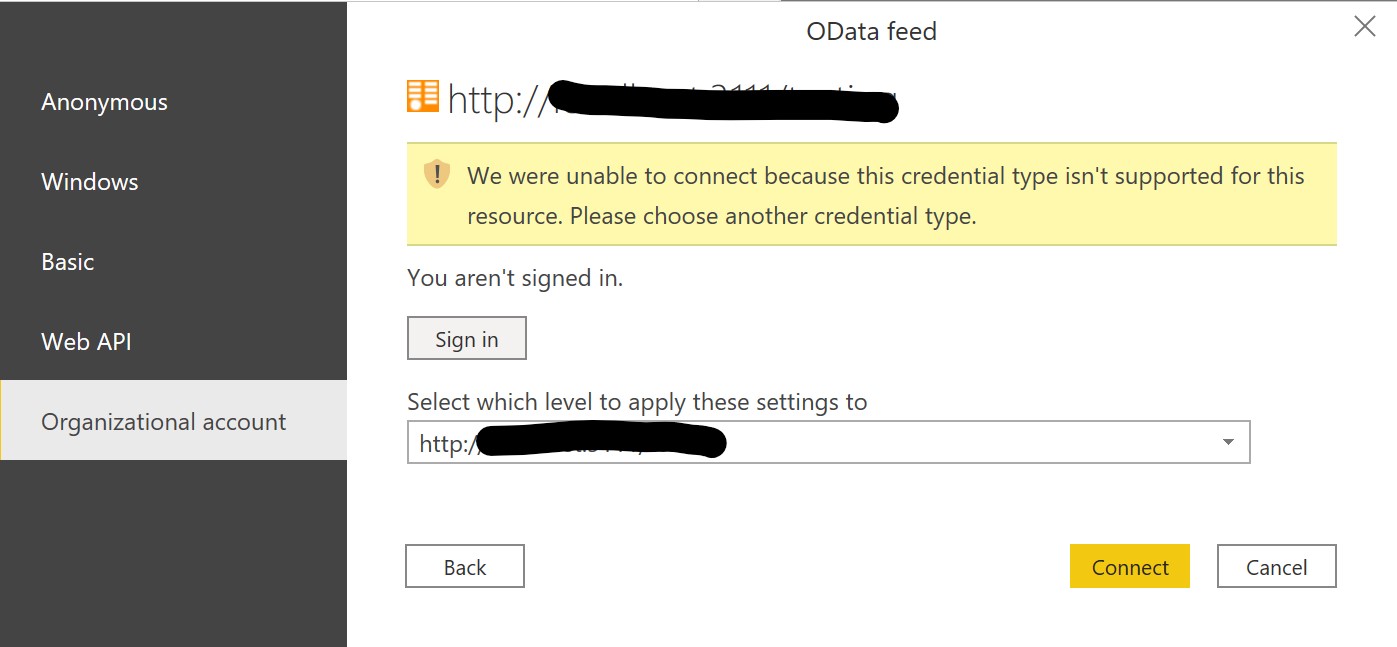 OData feed
Anonymous
Windows
Basic
Web API
Organizational account
http://
We were unable to connect because this credential type isn't supported for this
resource. Please choose another credential type.
You aren't signed in.
Sign in
Select which level to apply these settings to
http:/
Back
Connect
Cancel